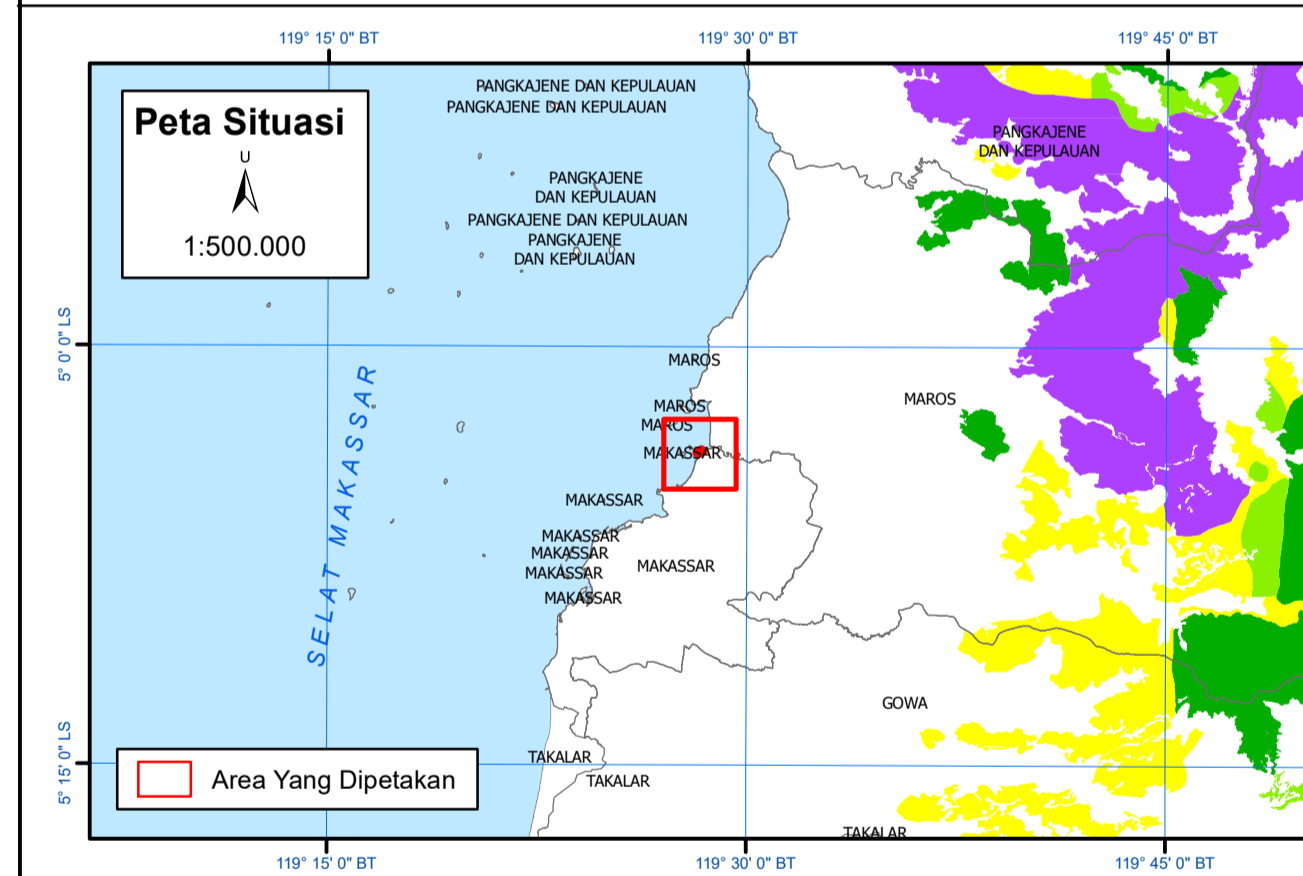 119° 15' 0" BT
119° 30' 0" BT
119° 45' 0" BT
Peta Situasi
U
1:500.000
PANGKAJENE DAN KEPULAUAN
PANGKAJENE DAN KEPULAUAN
PANGKAJENE
DAN KEPULAUAN
PANGKAJENE
DAN KEPULAUAN
PANGKAJENE DAN KEPULAUAN
PANGKAJENE
DAN KEPULAUAN
5° 0' 0" LS
MAROS
MAROS
MAROS
MAROS
MAKASSAR
SELAT MAKASSAR
MAKASSAR
MAKASSAR
MAKASSAR
MAKASSAR
MAKASSAR
MAKASSAR
GOWA
5° 15' 0" LS
TAKALAR
TAKALAR
TAKALAR
Area Yang Dipetakan
119° 15' 0" BT
119° 30' 0" BT
119° 45' 0" BT